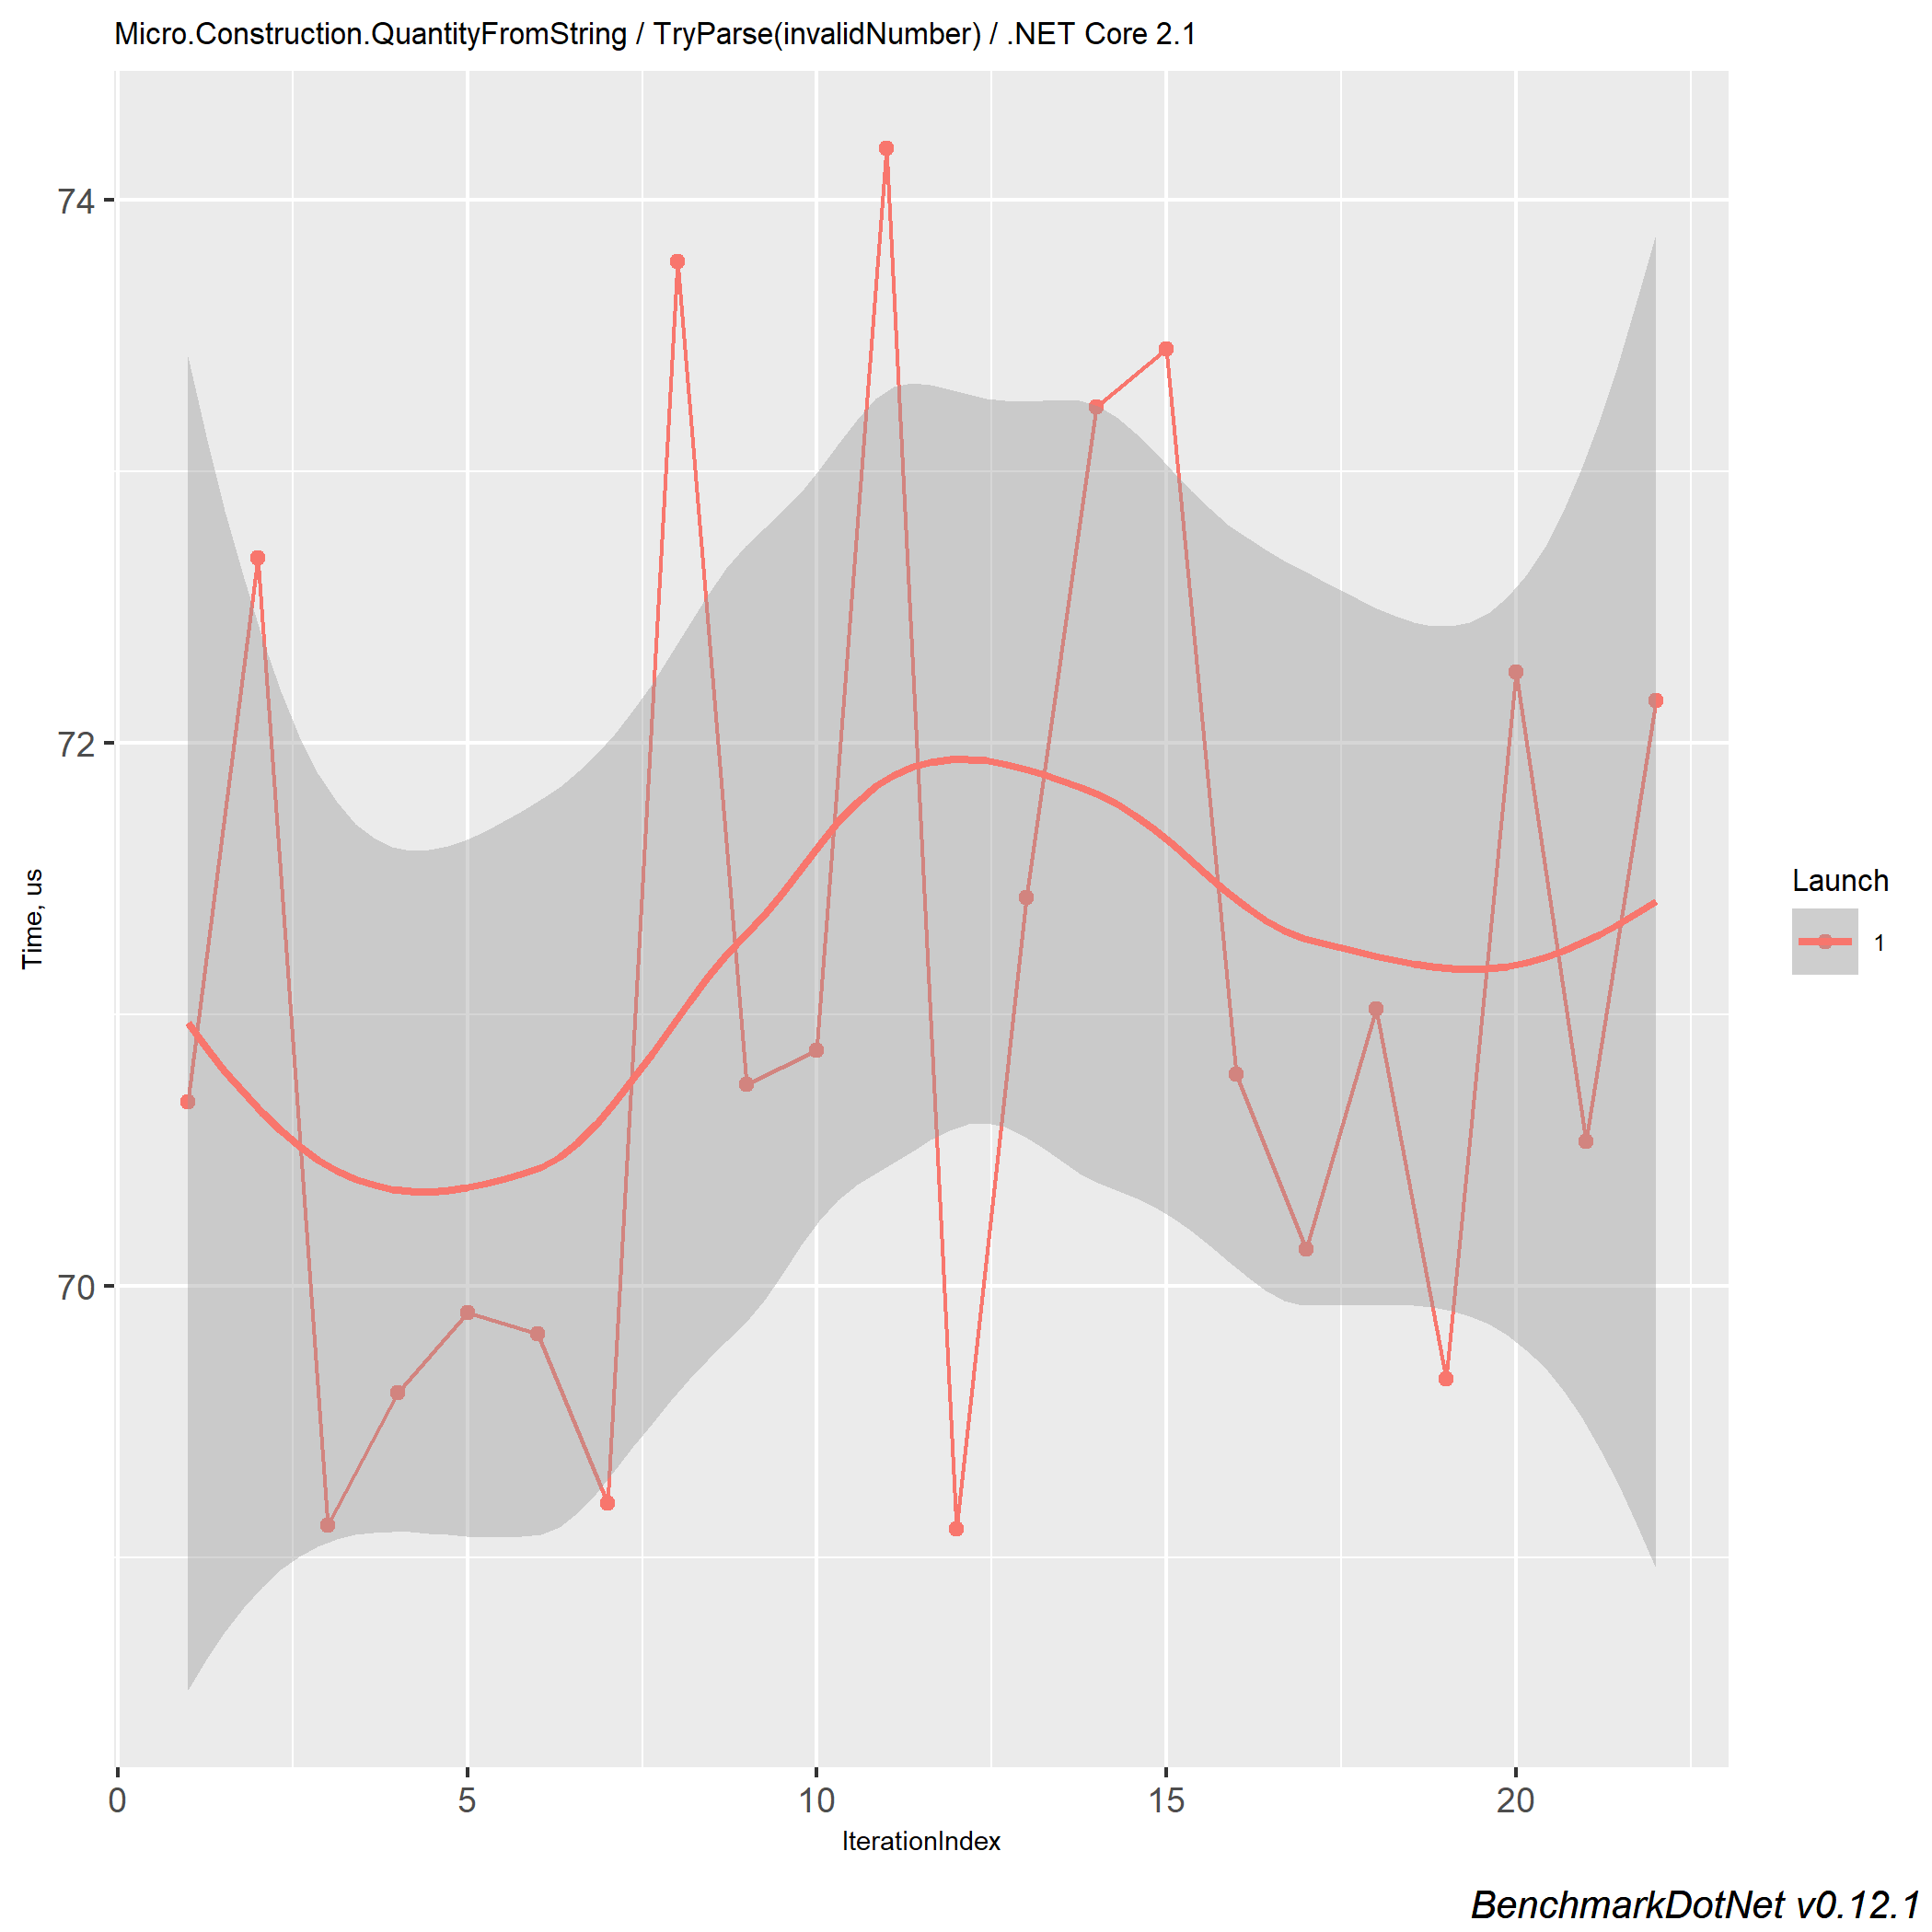 Micro.Construction.QuantityFromString / TryParse(invalidNumber) / .NET Core 2.1
74
72
70
Time, us
0 5 10 15 20
IterationIndex
Launch
1
BenchmarkDotNet v0.12.1